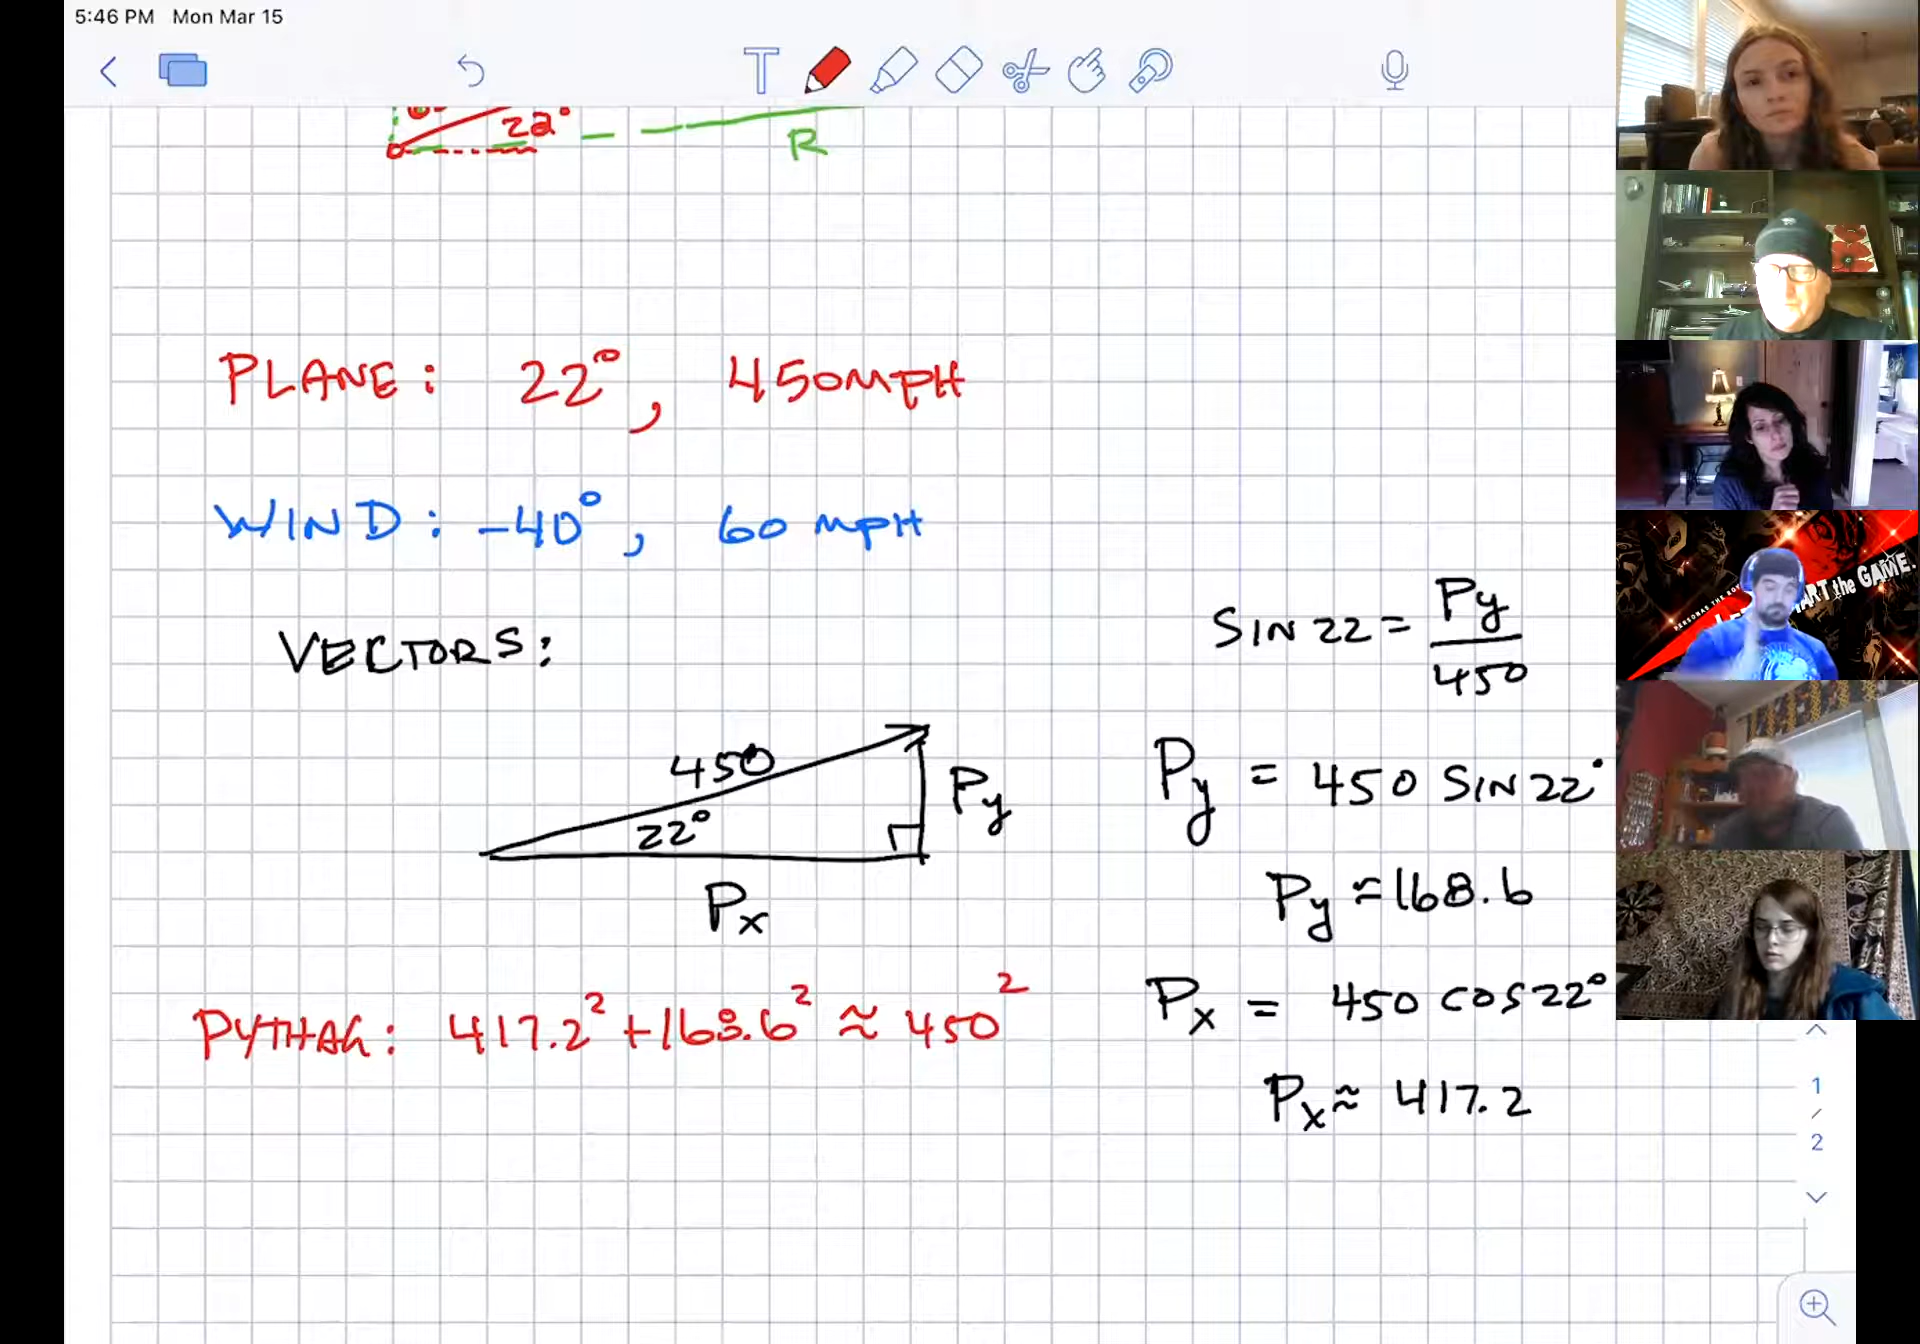 5:46 PM Mon Mar 15
T
22°
R
PLANE: 22°, 450MPH
WIND: -40°, 60 MPH
VECTORS:
SIN 22 = Py
450
450
22°
Py
Px
Py = 450 SIN 22°
Py ≈ 168.6
Px = 450 COS 22°
Px ≈ 417.2
PYTHAG: 417.2² + 168.6² ≈ 450²
the GAME.
1
/
2